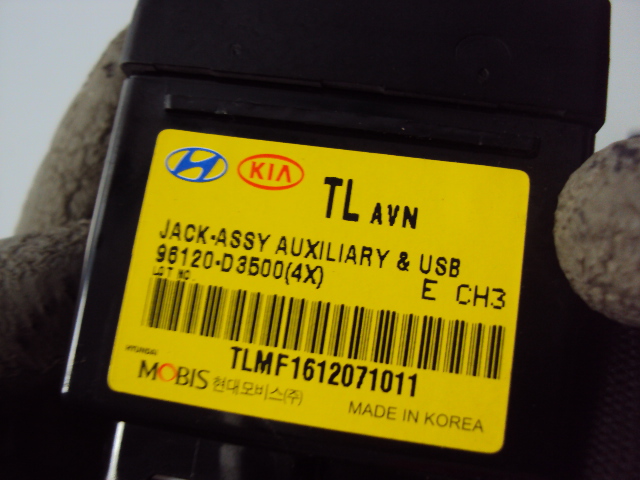 KIA TL AVN
JACK-ASSY AUXILIARY & USB
96120-D3500(4X) E CH3
LOT NO
TLMF1612071011
HYUNDAI
MOBIS 현대모비스(주) MADE IN KOREA